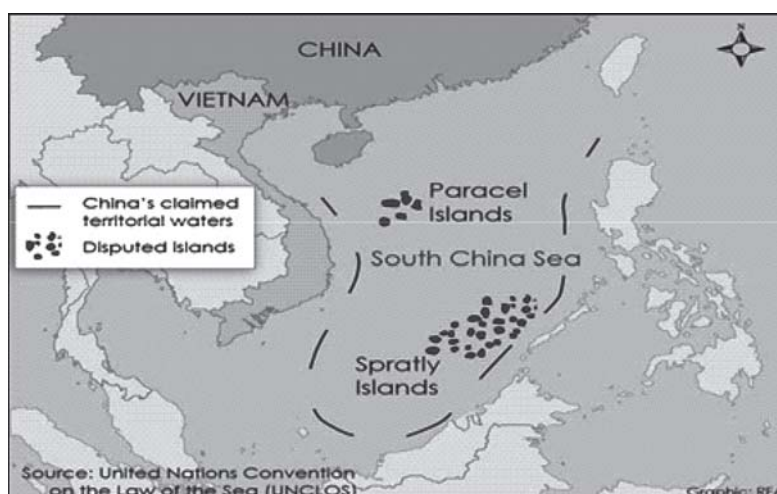 N
CHINA
VIETNAM
China's claimed
territorial waters
Disputed Islands
Paracel
Islands
South China Sea
Spratly
Islands
Source: United Nations Convention
on the Law of the Sea (UNCLOS)
Graphic: